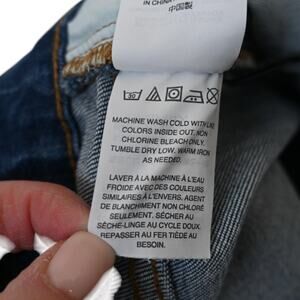 IN CHINA
中国製
30
MACHINE WASH COLD WITH LIKE
COLORS INSIDE OUT. NON
CHLORINE BLEACH ONLY.
TUMBLE DRY LOW. WARM IRON
AS NEEDED.
LAVER À LA MACHINE À L'EAU
FROIDE AVEC DES COULEURS
SIMILAIRES À L'ENVERS. AGENT
DE BLANCHIMENT NON CHLORÉ
SEULEMENT. SÉCHER AU
SÈCHE-LINGE AU CYCLE DOUX.
REPASSER AU FER TIÈDE AU
BESOIN.